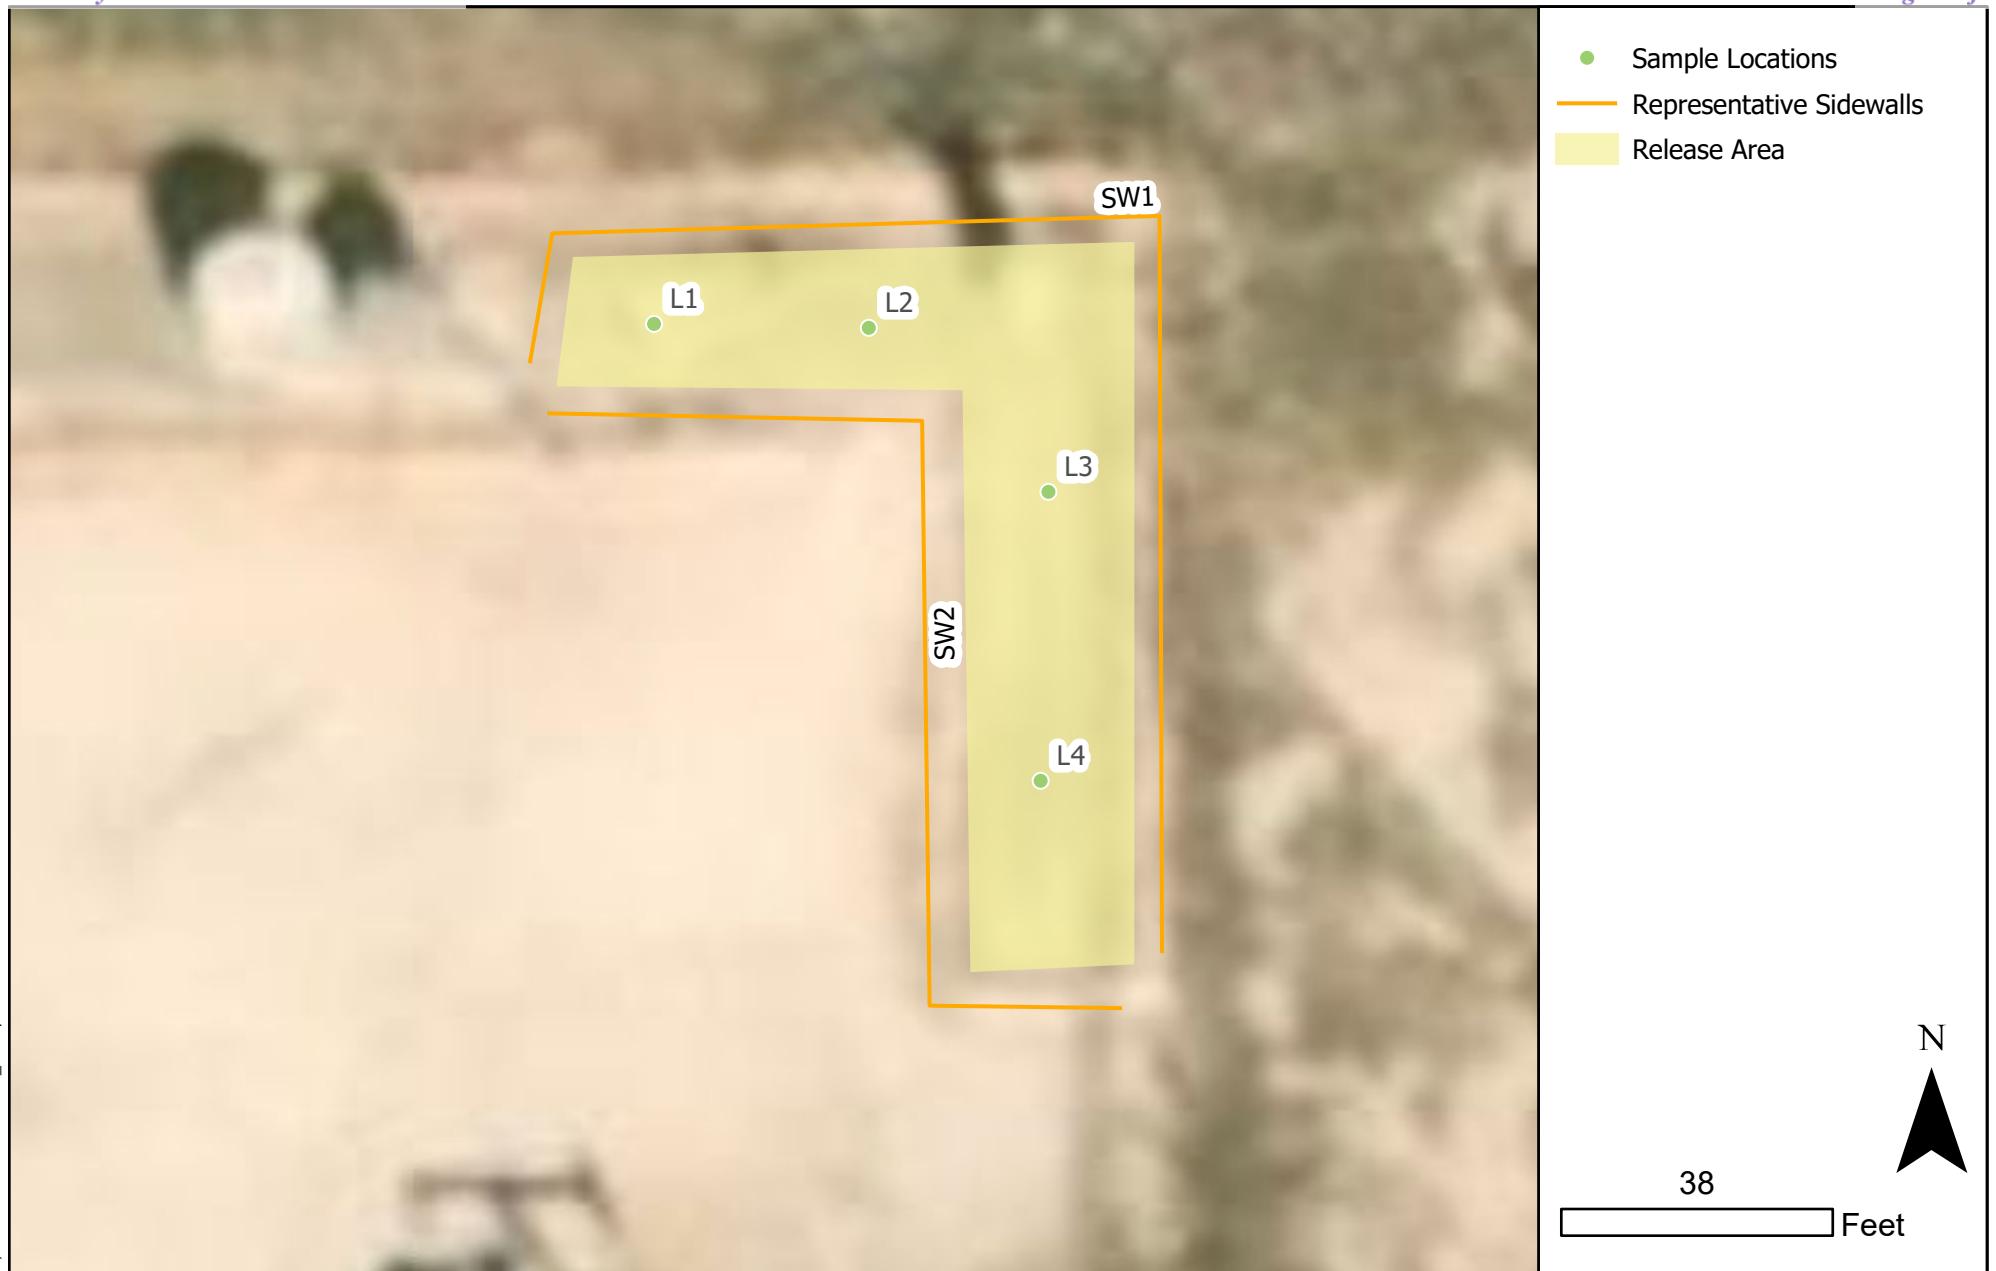 Sample Locations
Representative Sidewalls
Release Area
SW1
L1
L2
L3
SW2
L4
N
38
Feet